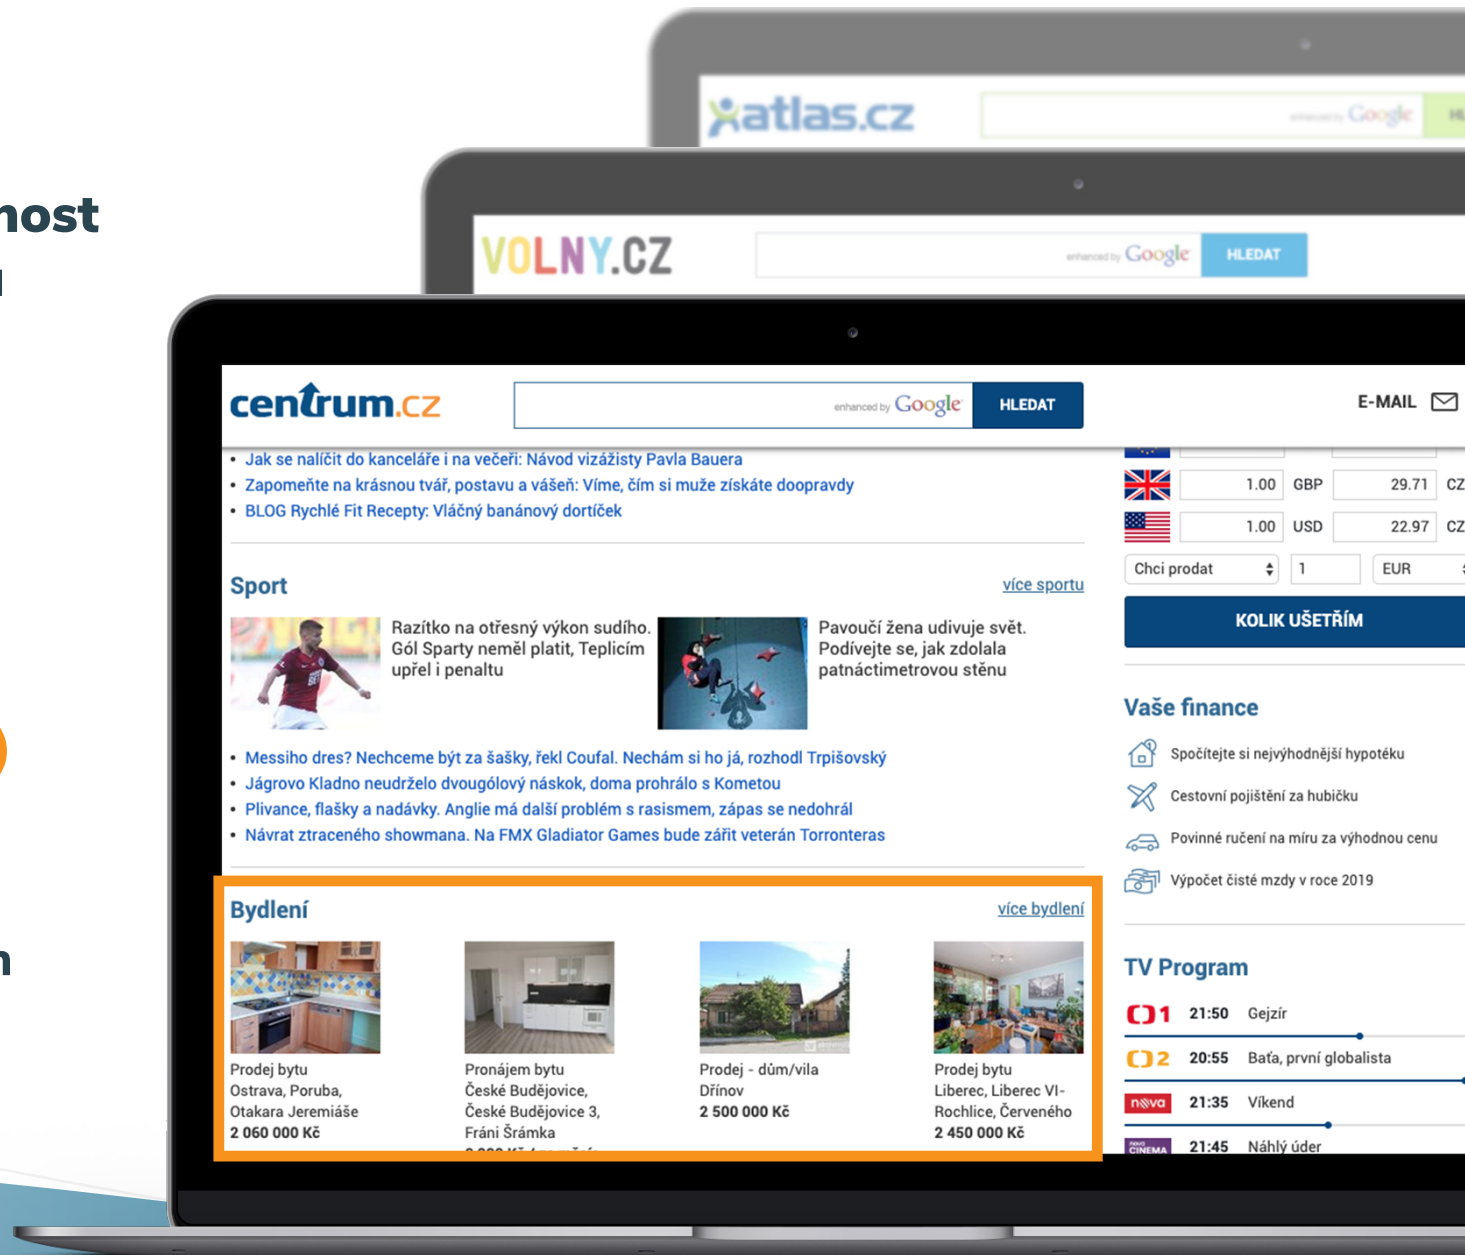 atlas.cz
enhanced by Google
nost
VOLNY.CZ
enhanced by Google HLEDAT
centrum.cz
enhanced by Google HLEDAT
E-MAIL
• Jak se nalíčit do kanceláře i na večeři: Návod vizážisty Pavla Bauera
• Zapomeňte na krásnou tvář, postavu a vášeň: Víme, čím si muže získáte doopravdy
• BLOG Rychlé Fit Recepty: Vláčný banánový dortíček
Sport
více sportu
Razítko na otřesný výkon sudího.
Gól Sparty neměl platit, Teplicím
upřel i penaltu
Pavoučí žena udivuje svět.
Podívejte se, jak zdolala
patnáctimetrovou stěnu
• Messiho dres? Nechceme být za šašky, řekl Coufal. Nechám si ho já, rozhodl Trpišovský
• Jágrovo Kladno neudrželo dvougólový náskok, doma prohrálo s Kometou
• Plivance, flašky a nadávky. Anglie má další problém s rasismem, zápas se nedohrál
• Návrat ztraceného showmana. Na FMX Gladiator Games bude zářit veterán Torronteras
Bydlení
více bydlení
Prodej bytu
Ostrava, Poruba,
Otakara Jeremiáše
2 060 000 Kč
Pronájem bytu
České Budějovice,
České Budějovice 3,
Fráni Šrámka
Prodej - dům/vila
Dřínov
2 500 000 Kč
Prodej bytu
Liberec, Liberec VI-
Rochlice, Červeného
2 450 000 Kč
1.00 GBP 29.71 CZ
1.00 USD 22.97 CZ
Chci prodat 1 EUR
KOLIK UŠETŘÍM
Vaše finance
Spočítejte si nejvýhodnější hypotéku
Cestovní pojištění za hubičku
Povinné ručení na míru za výhodnou cenu
Výpočet čisté mzdy v roce 2019
TV Program
1 21:50 Gejzír
2 20:55 Baťa, první globalista
nova 21:35 Víkend
nova CINEMA 21:45 Náhlý úder